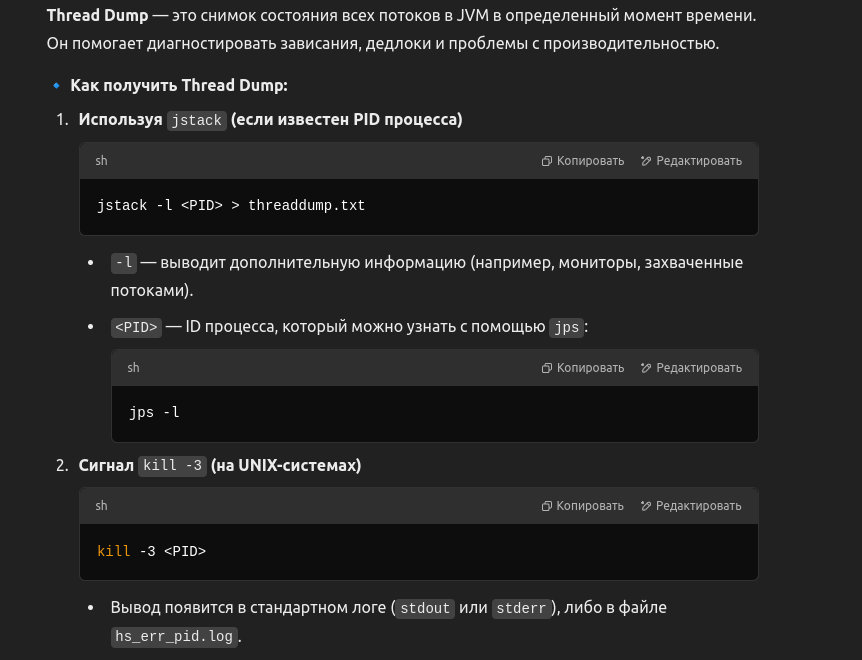 Thread Dump — это снимок состояния всех потоков в JVM в определенный момент времени.
Он помогает диагностировать зависания, дедлоки и проблемы с производительностью.
Как получить Thread Dump:
1. Используя jstack (если известен PID процесса)
sh Копировать Редактировать
jstack -l <PID> > threaddump.txt
• -l — выводит дополнительную информацию (например, мониторы, захваченные
потоками).
• <PID> — ID процесса, который можно узнать с помощью jps:
sh Копировать Редактировать
jps -l
2. Сигнал kill -3 (на UNIX-системах)
sh Копировать Редактировать
kill -3 <PID>
• Вывод появится в стандартном логе (stdout или stderr), либо в файле
hs_err_pid.log.